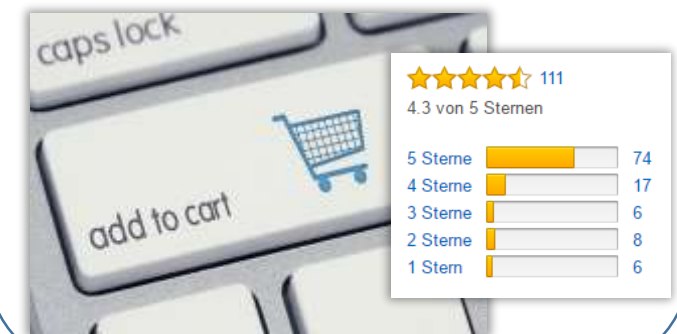 caps lock
add to cart
111
4.3 von 5 Sternen
5 Sterne 74
4 Sterne 17
3 Sterne 6
2 Sterne 8
1 Stern 6